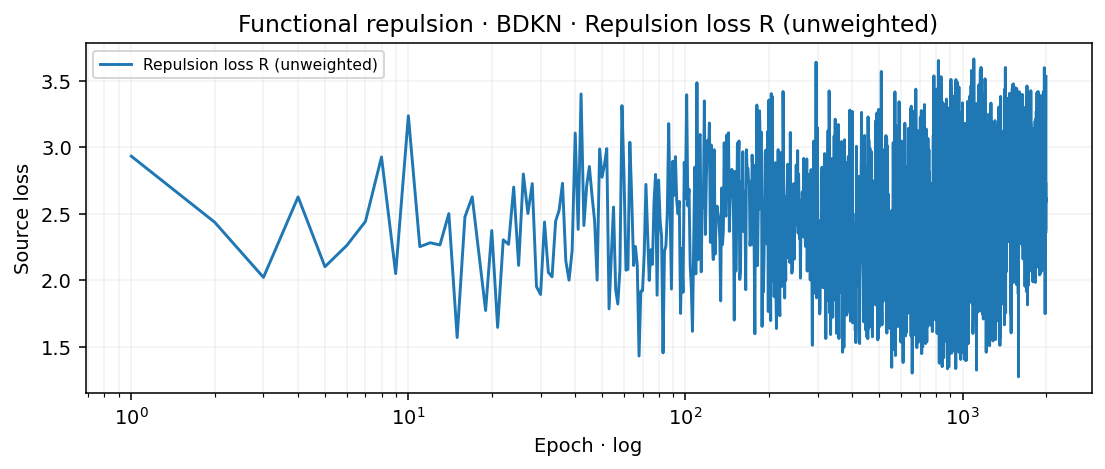 Functional repulsion · BDKN · Repulsion loss R (unweighted)
Repulsion loss R (unweighted)
Source loss
3.5
3.0
2.5
2.0
1.5
10⁰ 10¹ 10² 10³
Epoch · log